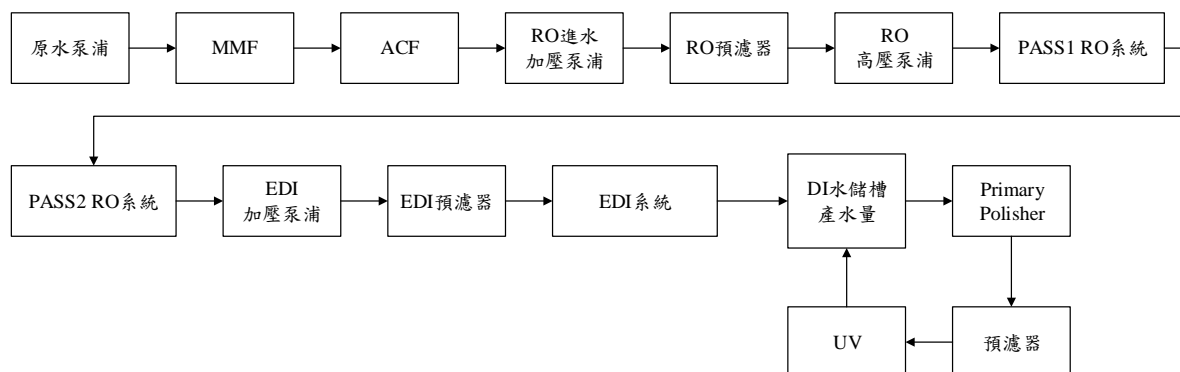 原水泵浦
MMF
ACF
RO進水
加壓泵浦
RO預濾器
RO
高壓泵浦
PASS1 RO系統
PASS2 RO系統
EDI
加壓泵浦
EDI預濾器
EDI系統
DI水儲槽
產水量
Primary
Polisher
UV
預濾器